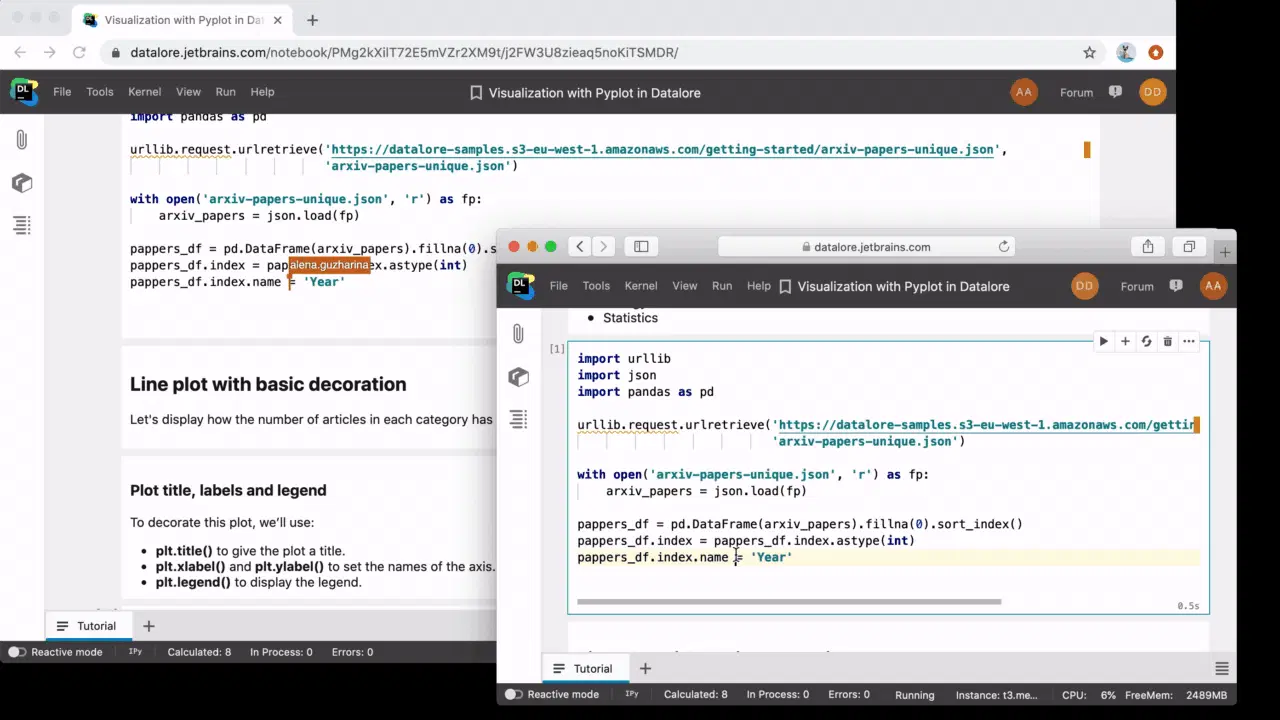 Visualization with Pyplot in Dat
datalore.jetbrains.com/notebook/PMg2kXilT72E5mVZr2XM9t/j2FW3U8zieaq5noKiTSMDR/
DL
File Tools Kernel View Run Help
Visualization with Pyplot in Datalore
AA Forum DD
import pandas as pd
urllib.request.urlretrieve('https://datalore-samples.s3-eu-west-1.amazonaws.com/getting-started/arxiv-papers-unique.json',
'arxiv-papers-unique.json')
with open('arxiv-papers-unique.json', 'r') as fp:
arxiv_papers = json.load(fp)
pappers_df = pd.DataFrame(arxiv_papers).fillna(0).s
pappers_df.index = pap alena.guzharina ex.astype(int)
pappers_df.index.name = 'Year'
Line plot with basic decoration
Let's display how the number of articles in each category has
Plot title, labels and legend
To decorate this plot, we'll use:
• plt.title() to give the plot a title.
• plt.xlabel() and plt.ylabel() to set the names of the axis.
• plt.legend() to display the legend.
Tutorial
Reactive mode IPy Calculated: 8 In Process: 0 Errors: 0
datalore.jetbrains.com
DL
File Tools Kernel View Run Help
Visualization with Pyplot in Datalore
DD Forum AA
• Statistics
[1]
import urllib
import json
import pandas as pd
urllib.request.urlretrieve('https://datalore-samples.s3-eu-west-1.amazonaws.com/gettin
'arxiv-papers-unique.json')
with open('arxiv-papers-unique.json', 'r') as fp:
arxiv_papers = json.load(fp)
pappers_df = pd.DataFrame(arxiv_papers).fillna(0).sort_index()
pappers_df.index = pappers_df.index.astype(int)
pappers_df.index.name = 'Year'
0.5s
Tutorial
Reactive mode IPy Calculated: 8 In Process: 0 Errors: 0 Running Instance: t3.me... CPU: 6% FreeMem: 2489MB